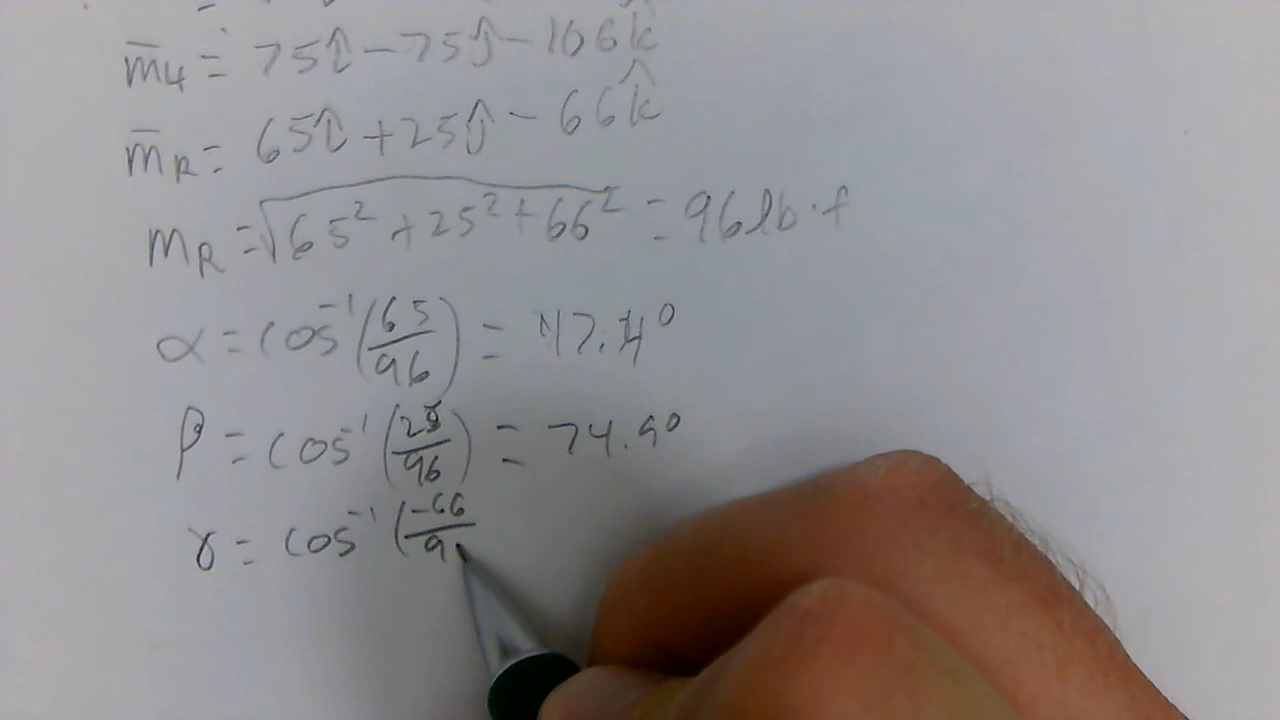 m̅4 = 75î - 75ĵ - 106k̂
m̅R = 65î + 25ĵ - 66k̂
mR = √65² + 25² + 66² = 96 lb·f
α = cos⁻¹(65/96) = 47.4°
β = cos⁻¹(25/96) = 74.9°
γ = cos⁻¹(-66/9